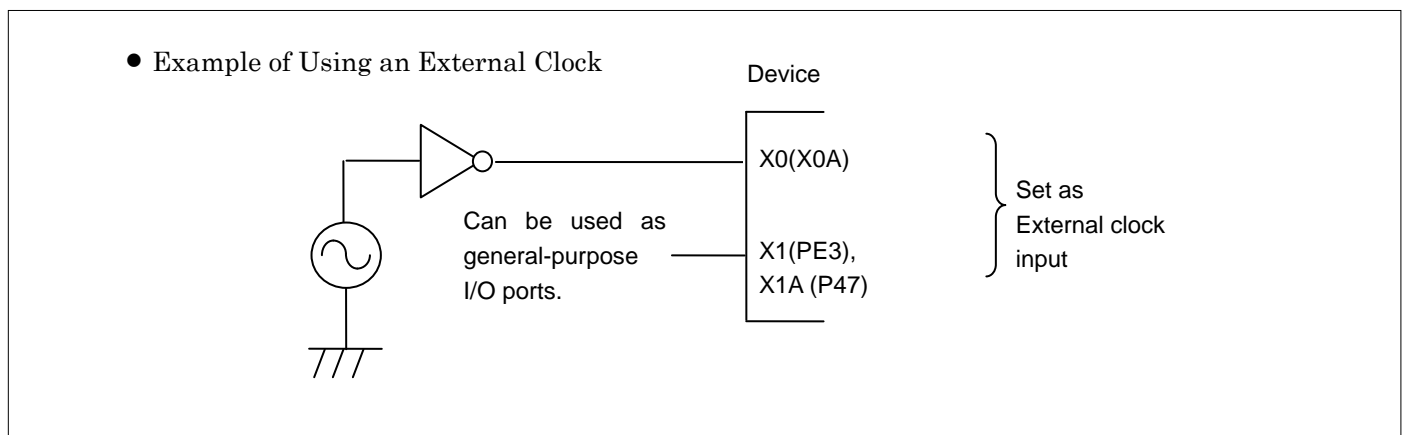 ● Example of Using an External Clock
Device
X0(X0A)
Can be used as
general-purpose
I/O ports.
X1(PE3),
X1A (P47)
Set as
External clock
input